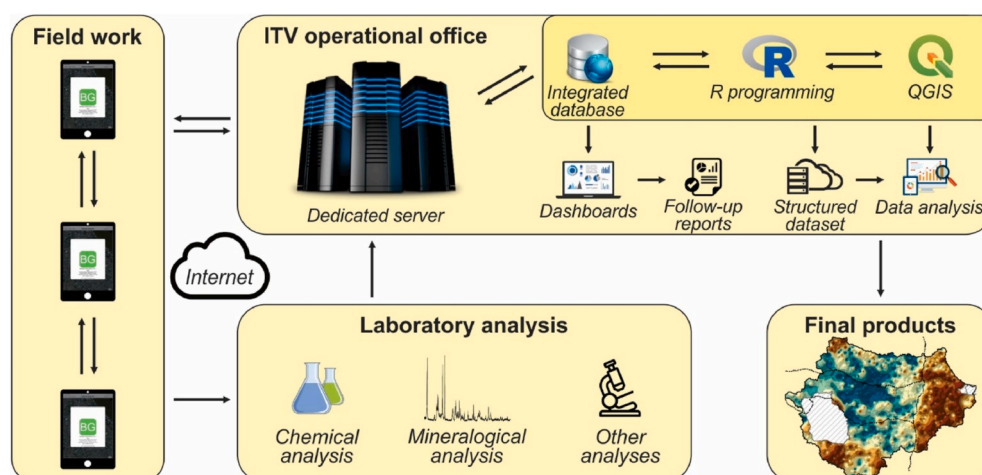 Field work
BG
BG
BG
ITV operational office
Dedicated server
Integrated
database
R
R programming
QGIS
Dashboards
Follow-up
reports
Structured
dataset
Data analysis
Internet
Laboratory analysis
Chemical
analysis
Mineralogical
analysis
Other
analyses
Final products